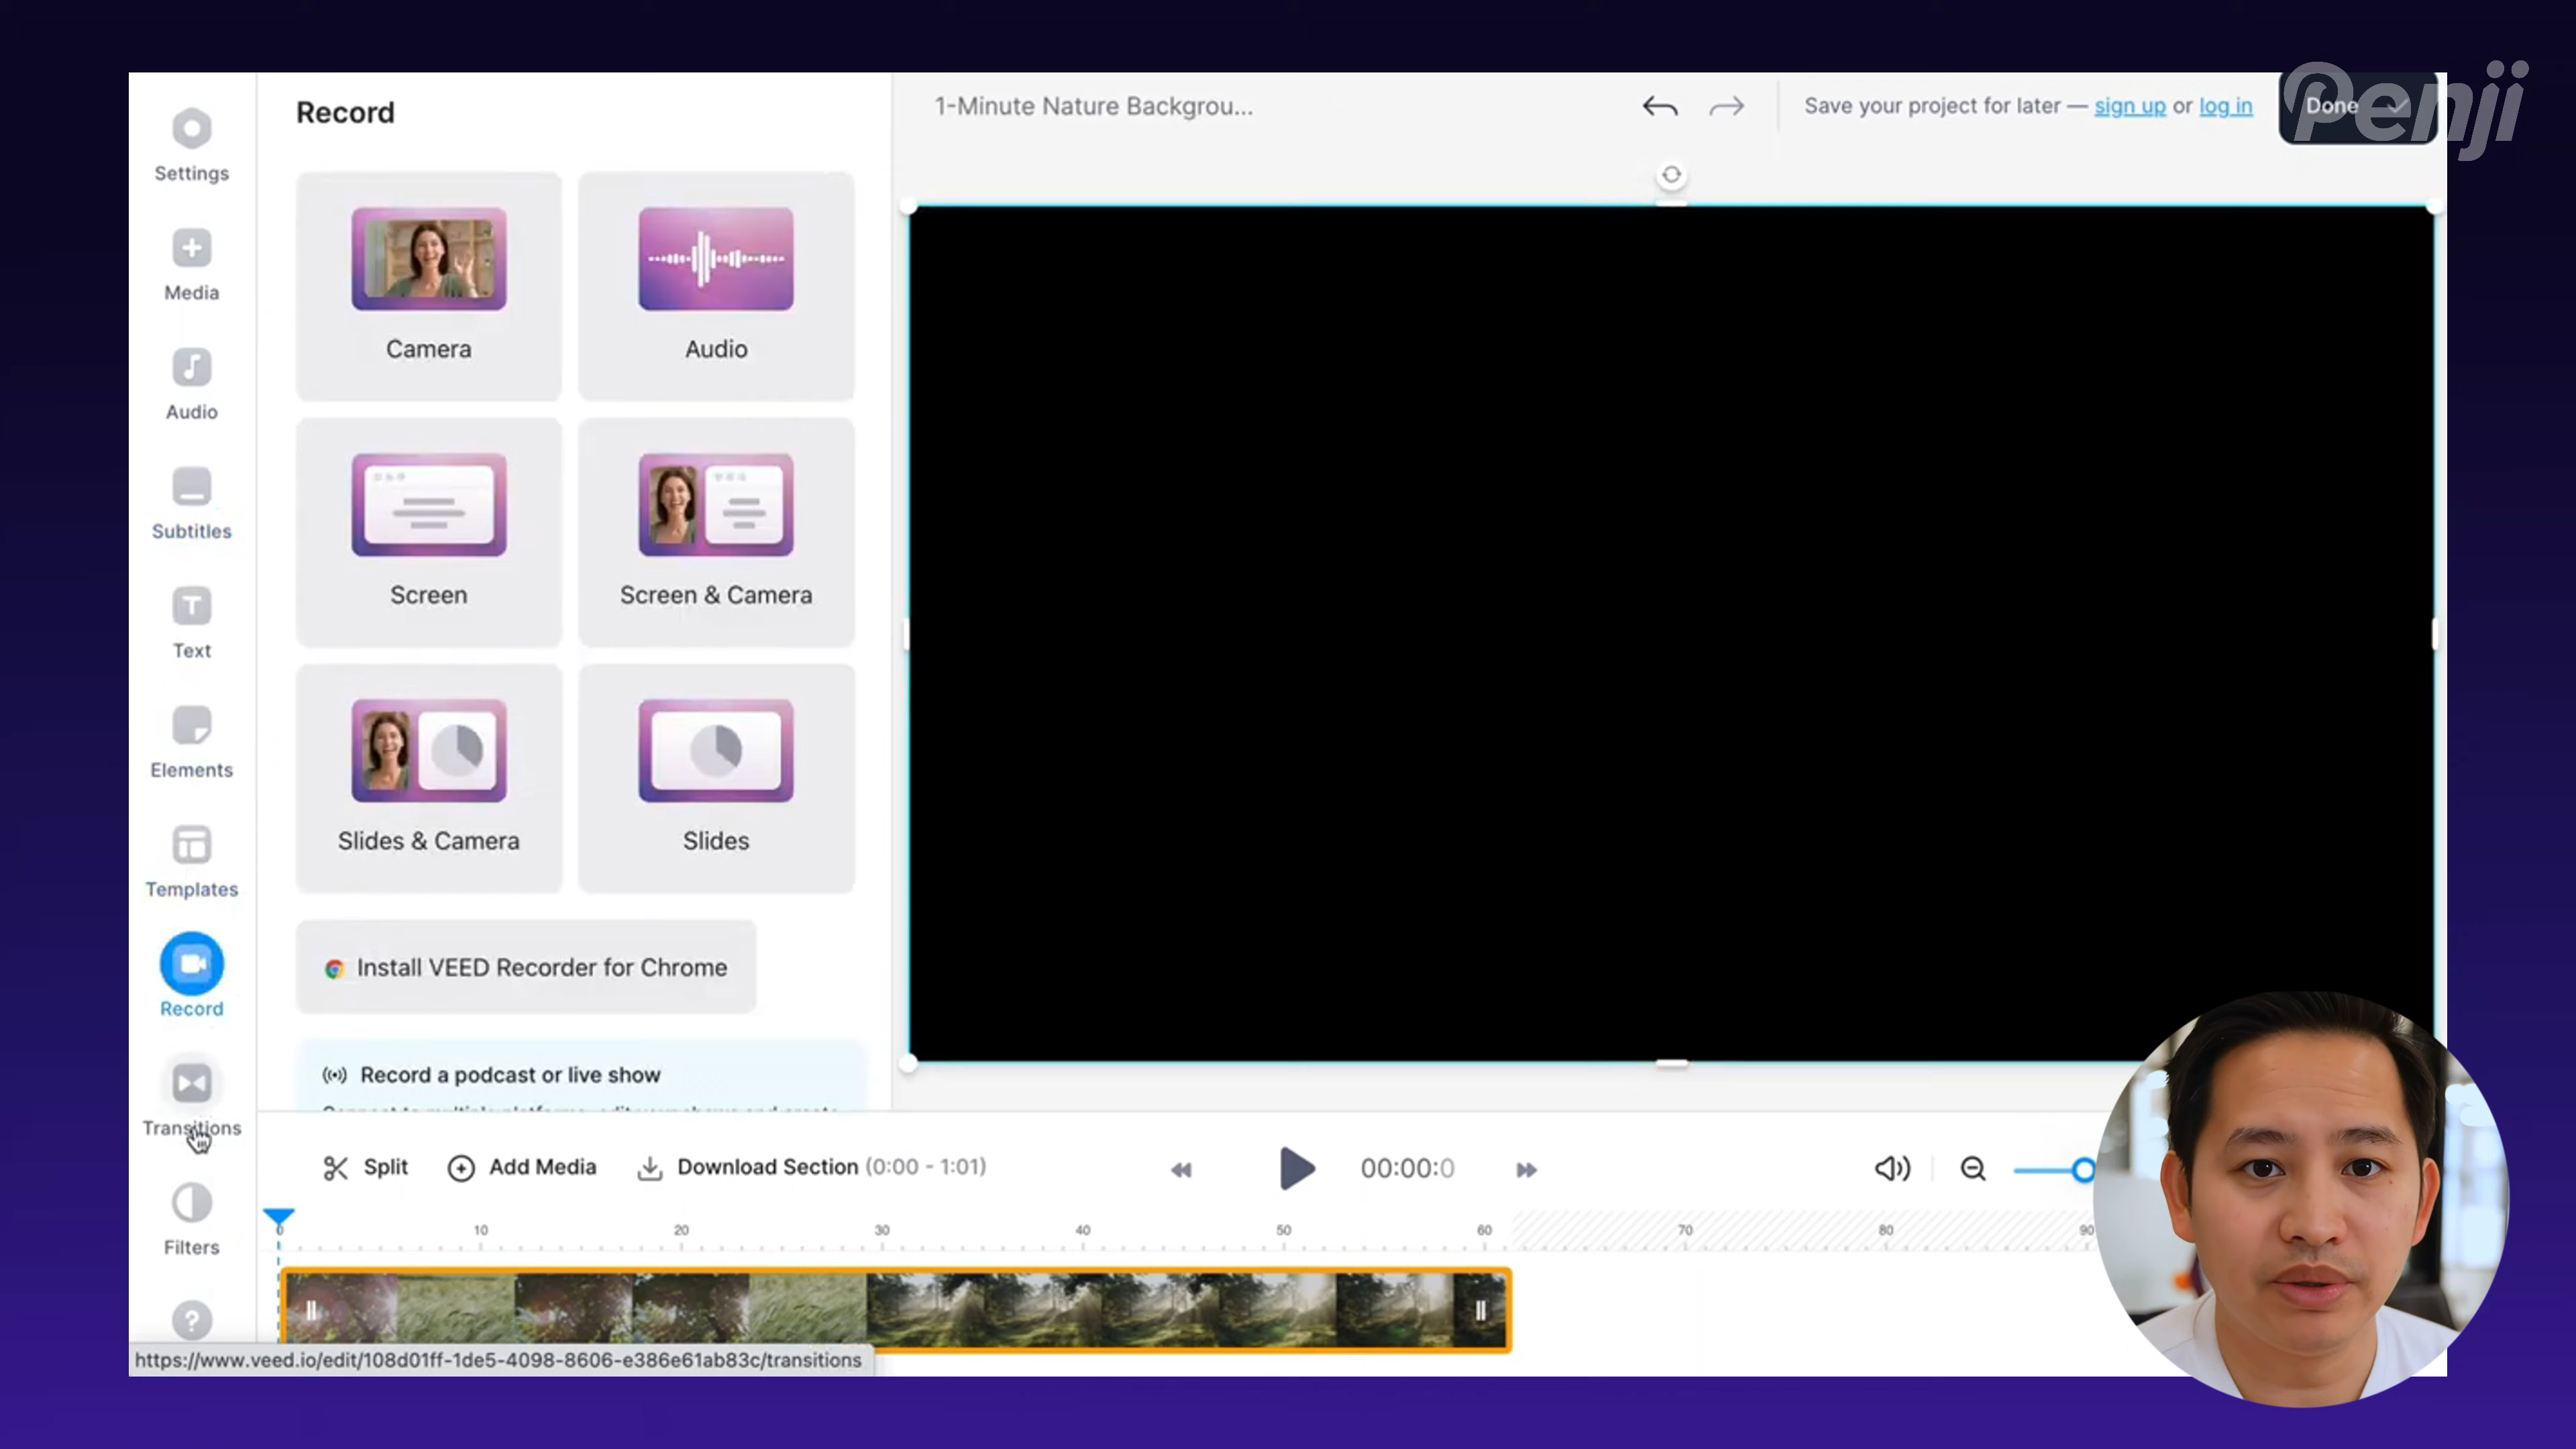 Penji
Settings
Media
Audio
Subtitles
Text
Elements
Templates
Record
Transitions
Filters
Record
Camera
Audio
Screen
Screen & Camera
Slides & Camera
Slides
Install VEED Recorder for Chrome
Record a podcast or live show
1-Minute Nature Backgrou...
Save your project for later — sign up or log in
Done
Split
Add Media
Download Section (0:00 - 1:01)
00:00:0
0 10 20 30 40 50 60 70 80 90
https://www.veed.io/edit/108d01ff-1de5-4098-8606-e386e61ab83c/transitions